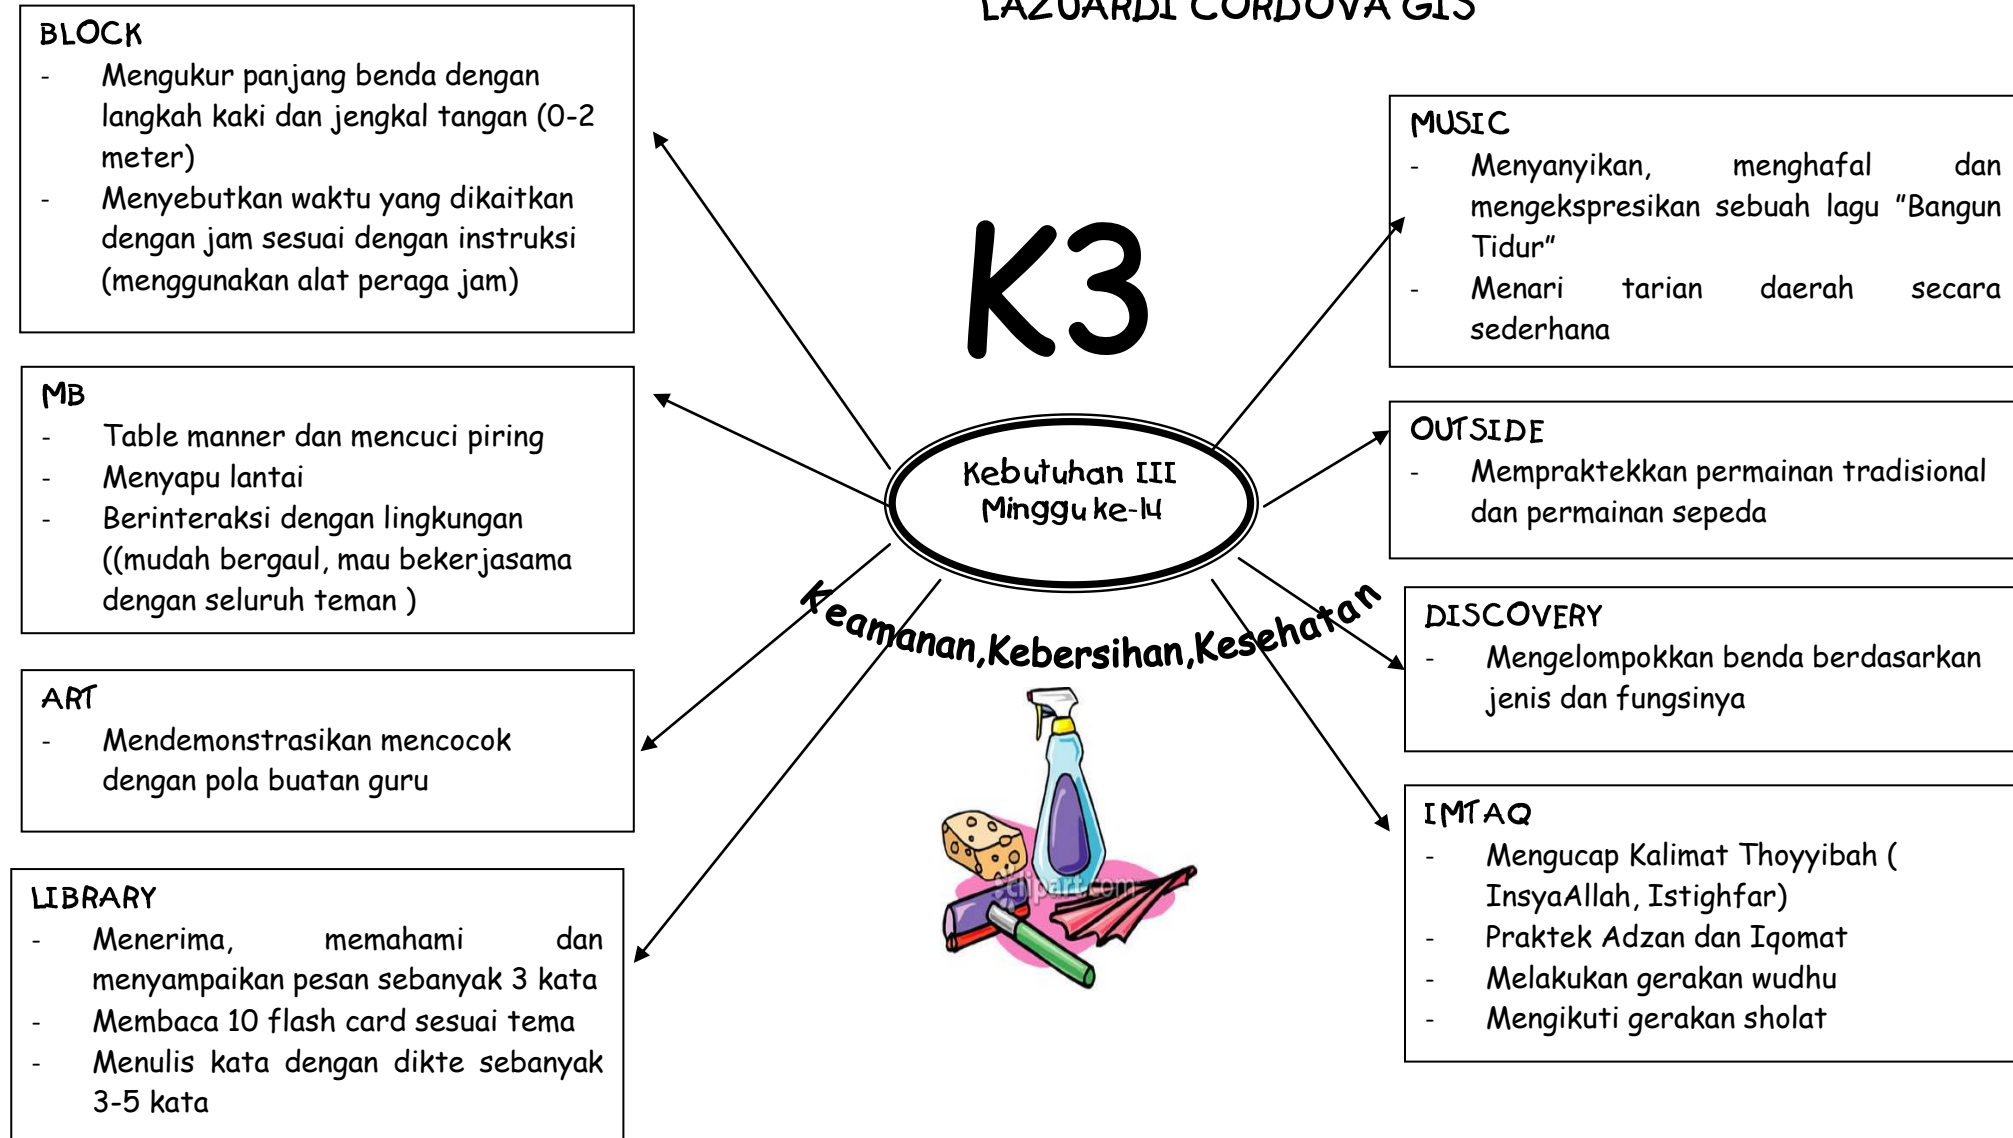 LAZUARDI CORDOVA GIS
BLOCK
- Mengukur panjang benda dengan
langkah kaki dan jengkal tangan (0-2
meter)
- Menyebutkan waktu yang dikaitkan
dengan jam sesuai dengan instruksi
(menggunakan alat peraga jam)
MB
- Table manner dan mencuci piring
- Menyapu lantai
- Berinteraksi dengan lingkungan
((mudah bergaul, mau bekerjasama
dengan seluruh teman )
ART
- Mendemonstrasikan mencocok
dengan pola buatan guru
LIBRARY
- Menerima, memahami dan
menyampaikan pesan sebanyak 3 kata
- Membaca 10 flash card sesuai tema
- Menulis kata dengan dikte sebanyak
3-5 kata
K3
Kebutuhan III
Minggu ke-14
Keamanan,Kebersihan,Kesehatan
clipart.com
MUSIC
- Menyanyikan, menghafal dan
mengekspresikan sebuah lagu "Bangun
Tidur"
- Menari tarian daerah secara
sederhana
OUTSIDE
- Mempraktekkan permainan tradisional
dan permainan sepeda
DISCOVERY
- Mengelompokkan benda berdasarkan
jenis dan fungsinya
IMTAQ
- Mengucap Kalimat Thoyyibah (
InsyaAllah, Istighfar)
- Praktek Adzan dan Iqomat
- Melakukan gerakan wudhu
- Mengikuti gerakan sholat